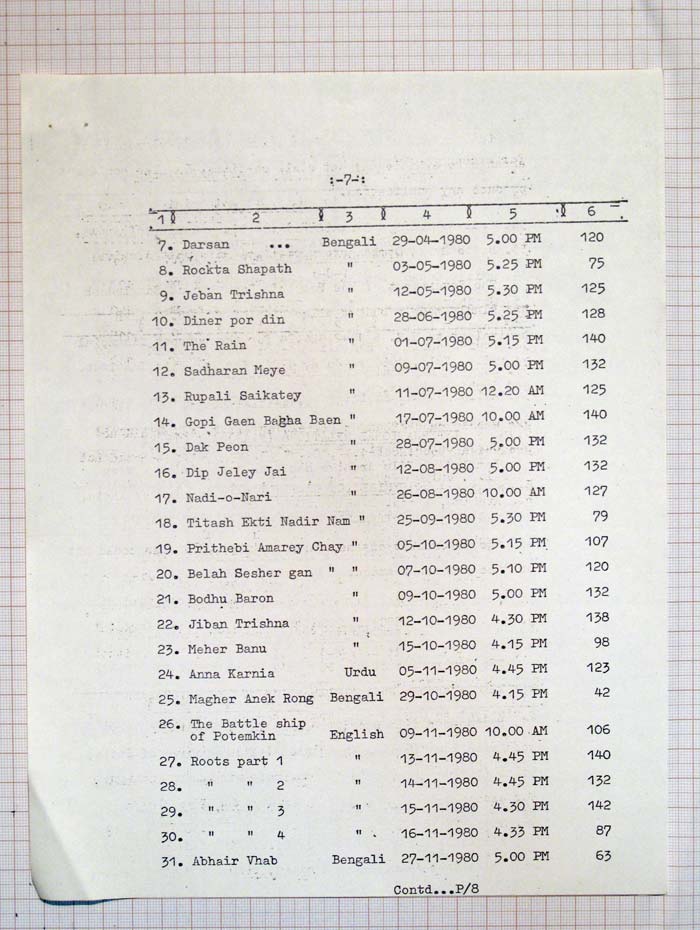 :-7-:
1 2 3 4 5 6
7. Darsan ... Bengali 29-04-1980 5.00 PM 120
8. Rockta Shapath " 03-05-1980 5.25 PM 75
9. Jeban Trishna " 12-05-1980 5.30 PM 125
10. Diner por din " 28-06-1980 5.25 PM 128
11. The Rain " 01-07-1980 5.15 PM 140
12. Sadharan Meye " 09-07-1980 5.00 PM 132
13. Rupali Saikatey " 11-07-1980 12.20 AM 125
14. Gopi Gaen Bagha Baen " 17-07-1980 10.00 AM 140
15. Dak Peon " 28-07-1980 5.00 PM 132
16. Dip Jeley Jai " 12-08-1980 5.00 PM 132
17. Nadi-o-Nari " 26-08-1980 10.00 AM 127
18. Titash Ekti Nadir Nam " 25-09-1980 5.30 PM 79
19. Prithebi Amarey Chay " 05-10-1980 5.15 PM 107
20. Belah Sesher gan " " 07-10-1980 5.10 PM 120
21. Bodhu Baron " 09-10-1980 5.00 PM 132
22. Jiban Trishna " 12-10-1980 4.30 PM 138
23. Meher Banu " 15-10-1980 4.15 PM 98
24. Anna Karnia Urdu 05-11-1980 4.45 PM 123
25. Magher Anek Rong Bengali 29-10-1980 4.15 PM 42
26. The Battle ship
of Potemkin English 09-11-1980 10.00 AM 106
27. Roots part 1 " 13-11-1980 4.45 PM 140
28. " " 2 " 14-11-1980 4.45 PM 132
29. " " 3 " 15-11-1980 4.30 PM 142
30. " " 4 " 16-11-1980 4.33 PM 87
31. Abhair Vhab Bengali 27-11-1980 5.00 PM 63
Contd...P/8